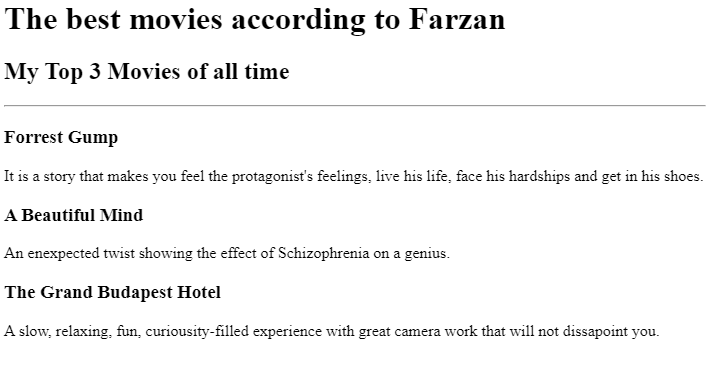 The best movies according to Farzan
My Top 3 Movies of all time
Forrest Gump
It is a story that makes you feel the protagonist's feelings, live his life, face his hardships and get in his shoes.
A Beautiful Mind
An enexpected twist showing the effect of Schizophrenia on a genius.
The Grand Budapest Hotel
A slow, relaxing, fun, curiousity-filled experience with great camera work that will not dissapoint you.